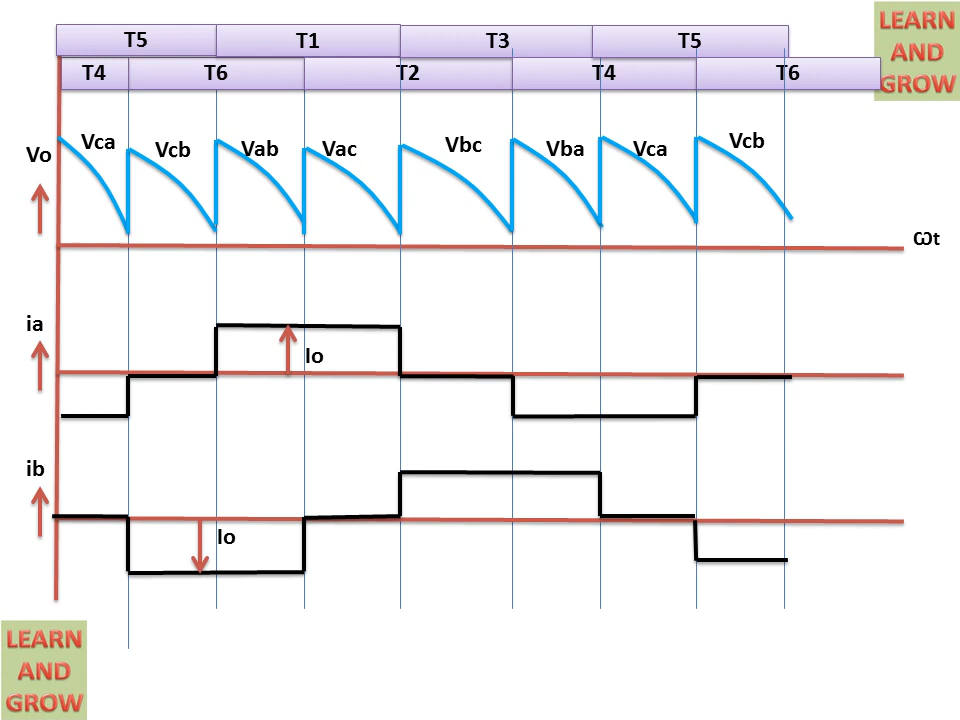 T5 T1 T3 T5
T4 T6 T2 T4 T6
LEARN
AND
GROW
Vo Vca Vcb Vab Vac Vbc Vba Vca Vcb
ωt
ia
Io
ib
Io
LEARN
AND
GROW